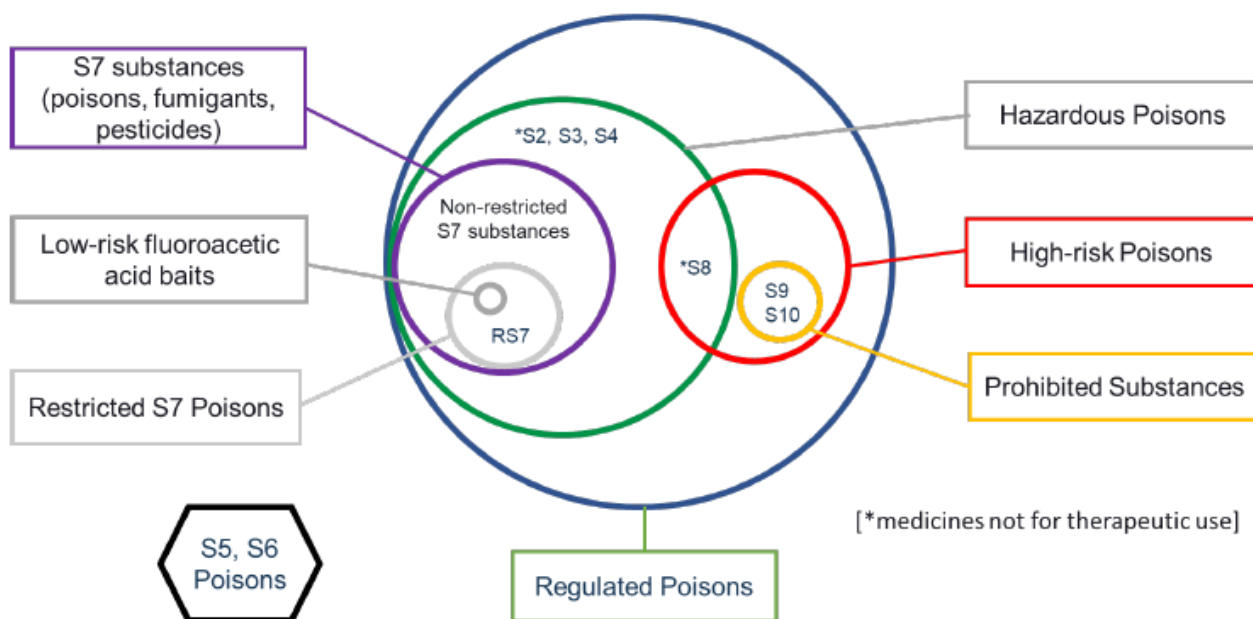 S7 substances
(poisons, fumigants,
pesticides)
Low-risk fluoroacetic
acid baits
Restricted S7 Poisons
S5, S6
Poisons
*S2, S3, S4
Non-restricted
S7 substances
RS7
*S8
S9
S10
Hazardous Poisons
High-risk Poisons
Prohibited Substances
[*medicines not for therapeutic use]
Regulated Poisons